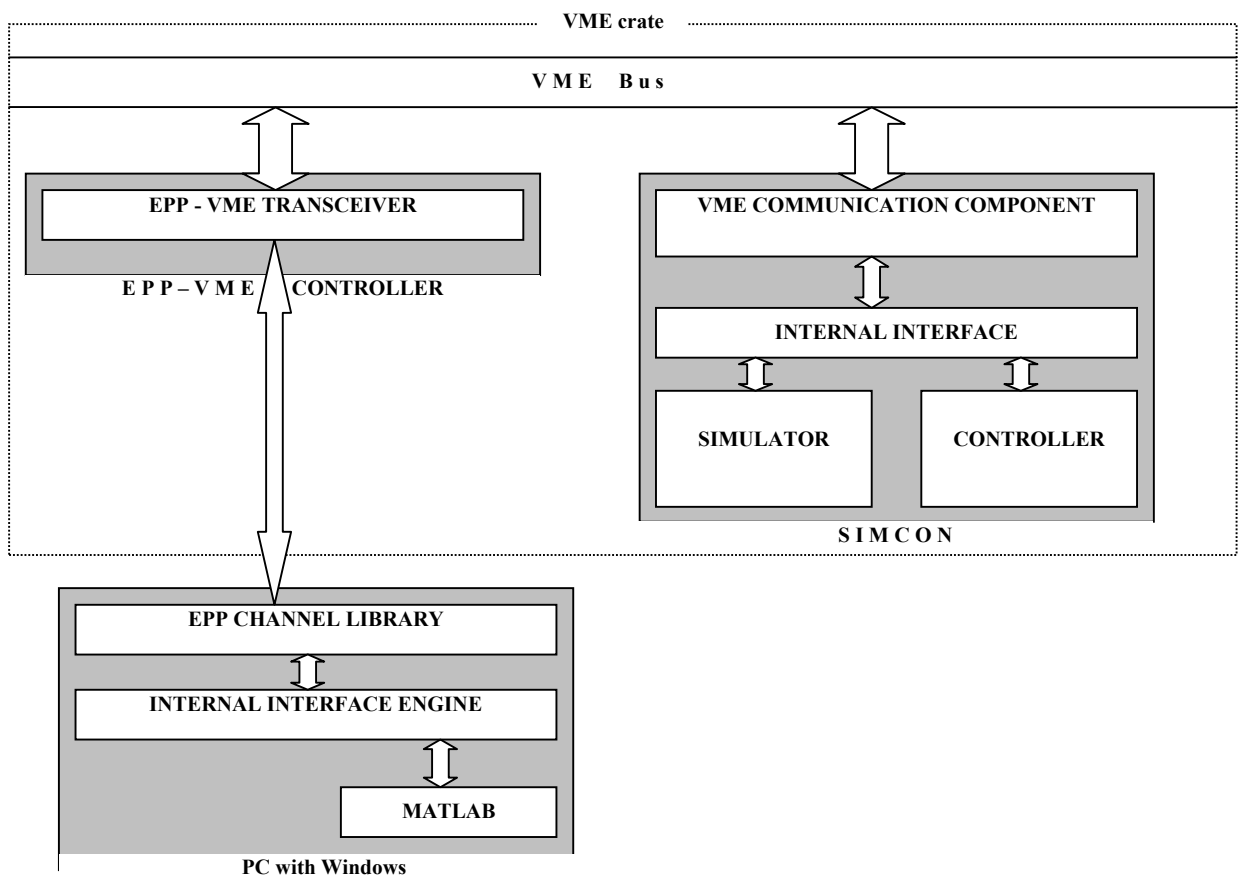 VME crate
V M E B u s
EPP - VME TRANSCEIVER
E P P – V M E CONTROLLER
VME COMMUNICATION COMPONENT
INTERNAL INTERFACE
SIMULATOR
CONTROLLER
S I M C O N
EPP CHANNEL LIBRARY
INTERNAL INTERFACE ENGINE
MATLAB
PC with Windows